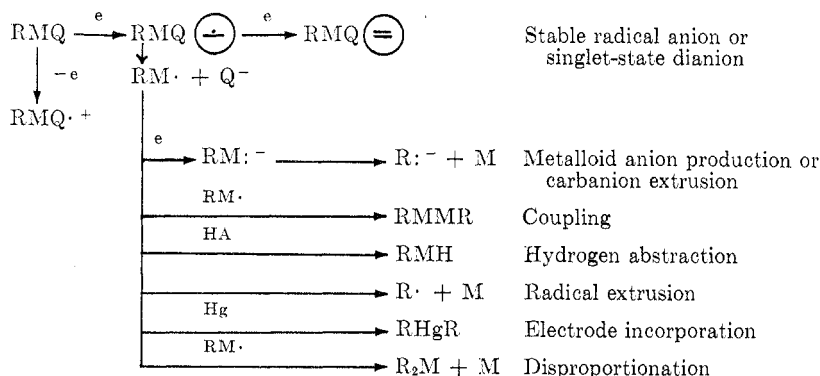 e e
RMQ → RMQ ∸ → RMQ = Stable radical anion or
singlet-state dianion
−e RM· + Q⁻
RMQ·⁺
e
RM:⁻ → R:⁻ + M Metalloid anion production or
carbanion extrusion
RM·
RMMR Coupling
HA
RMH Hydrogen abstraction
R· + M Radical extrusion
Hg
RHgR Electrode incorporation
RM·
R₂M + M Disproportionation